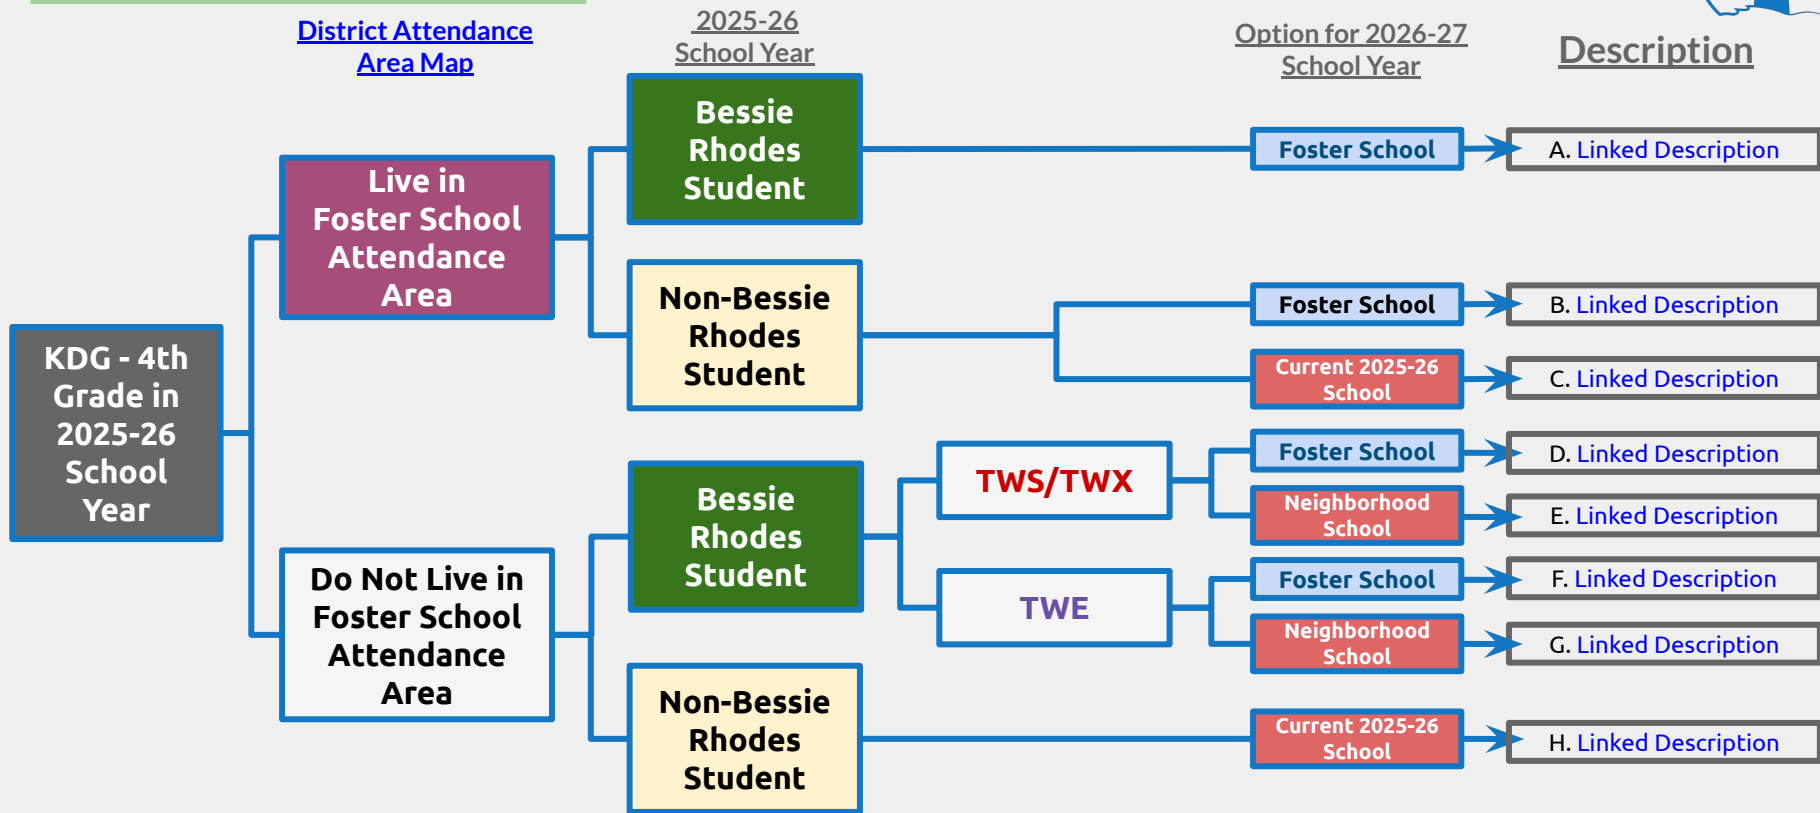 District Attendance
Area Map
2025-26
School Year
Option for 2026-27
School Year
Description
KDG - 4th
Grade in
2025-26
School
Year
Live in
Foster School
Attendance
Area
Bessie
Rhodes
Student
Foster School
A. Linked Description
Non-Bessie
Rhodes
Student
Foster School
B. Linked Description
Current 2025-26
School
C. Linked Description
Do Not Live in
Foster School
Attendance
Area
Bessie
Rhodes
Student
TWS/TWX
Foster School
D. Linked Description
Neighborhood
School
E. Linked Description
TWE
Foster School
F. Linked Description
Neighborhood
School
G. Linked Description
Non-Bessie
Rhodes
Student
Current 2025-26
School
H. Linked Description